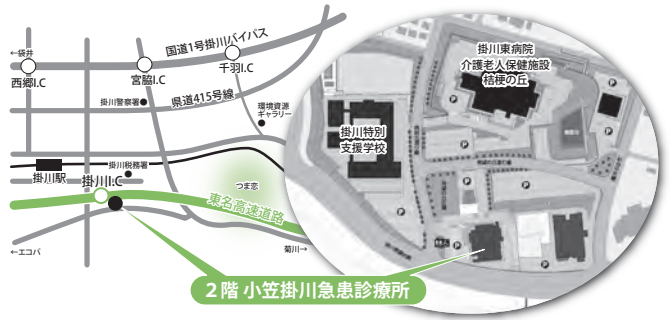 国道1号掛川バイパス
←袋井
西郷I.C
宮脇I.C
千羽I.C
掛川警察署
県道415号線
環境資源
ギャラリー
掛川東病院
介護老人保健施設
桔梗の丘
P
P
P
掛川特別
支援学校
P
P
P
P
P
P
P
掛川税務署
掛川駅
掛川I.C
つま恋
東名高速道路
←エコパ
菊川→
2階 小笠掛川急患診療所